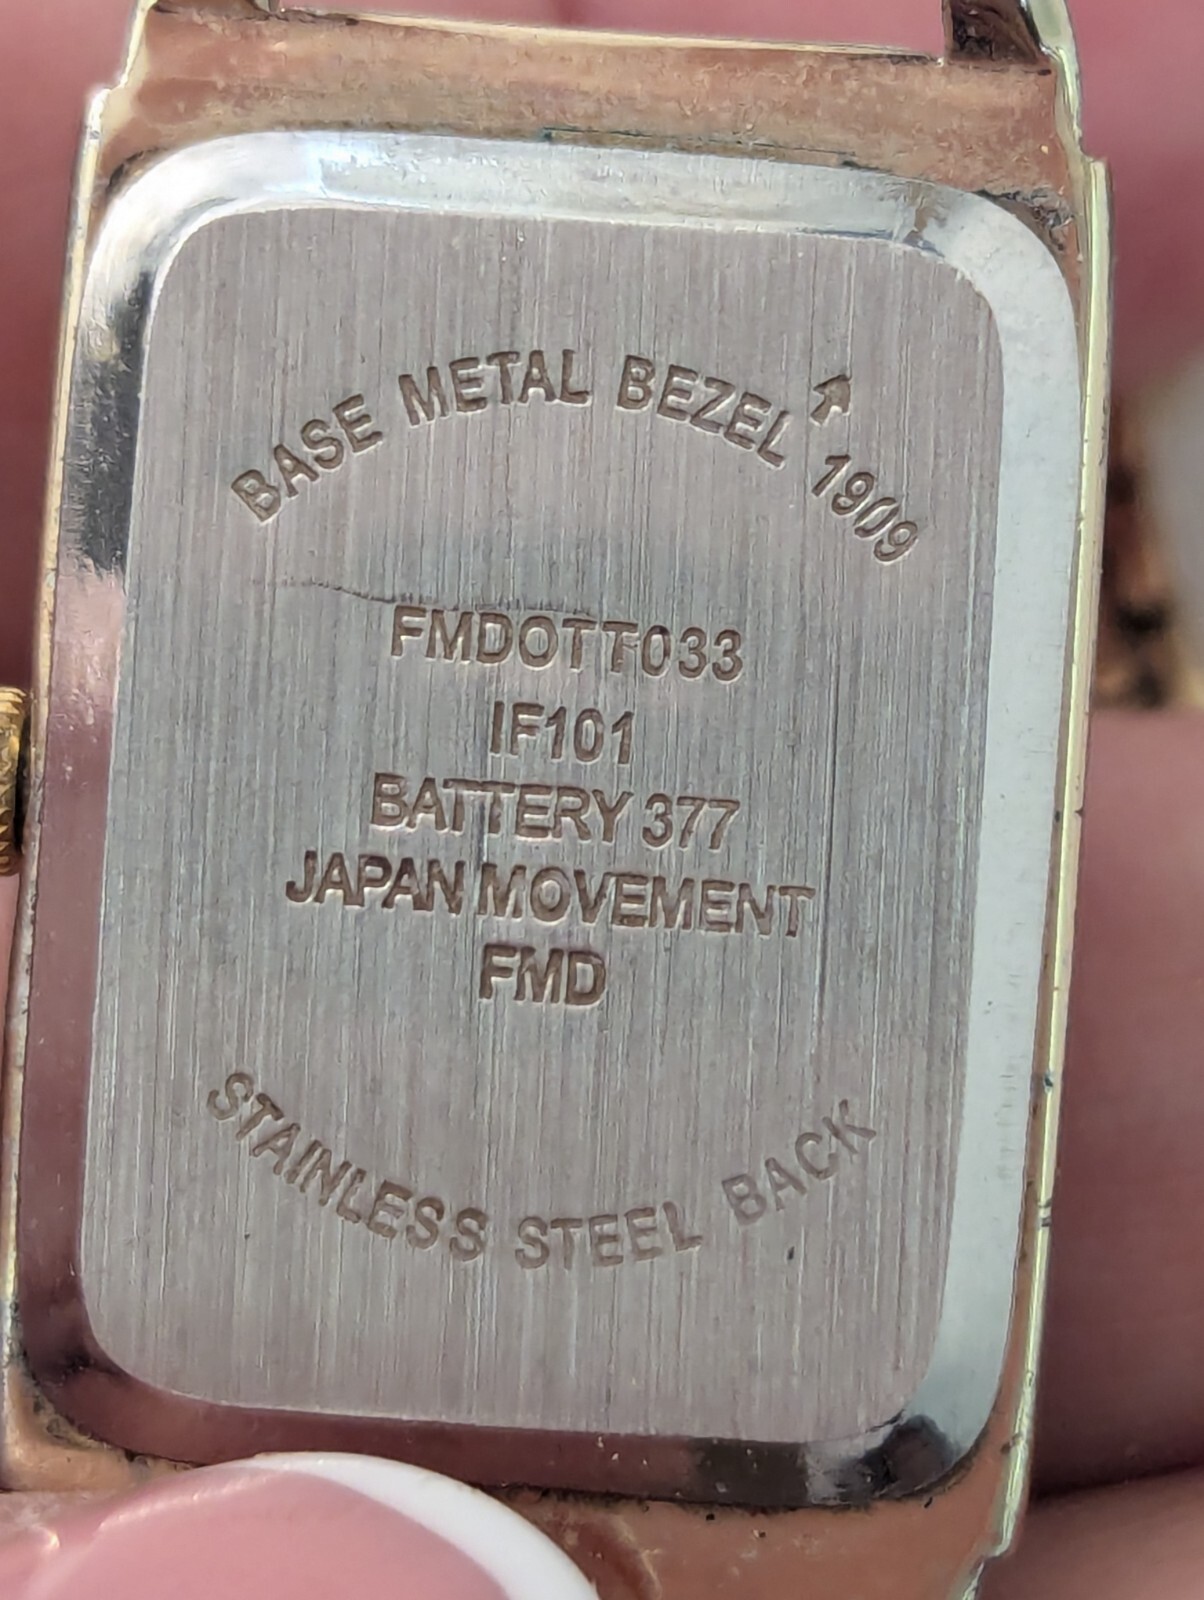 BASE METAL BEZEL 1909
FMDOTT033
IF101
BATTERY 377
JAPAN MOVEMENT
FMD
STAINLESS STEEL BACK